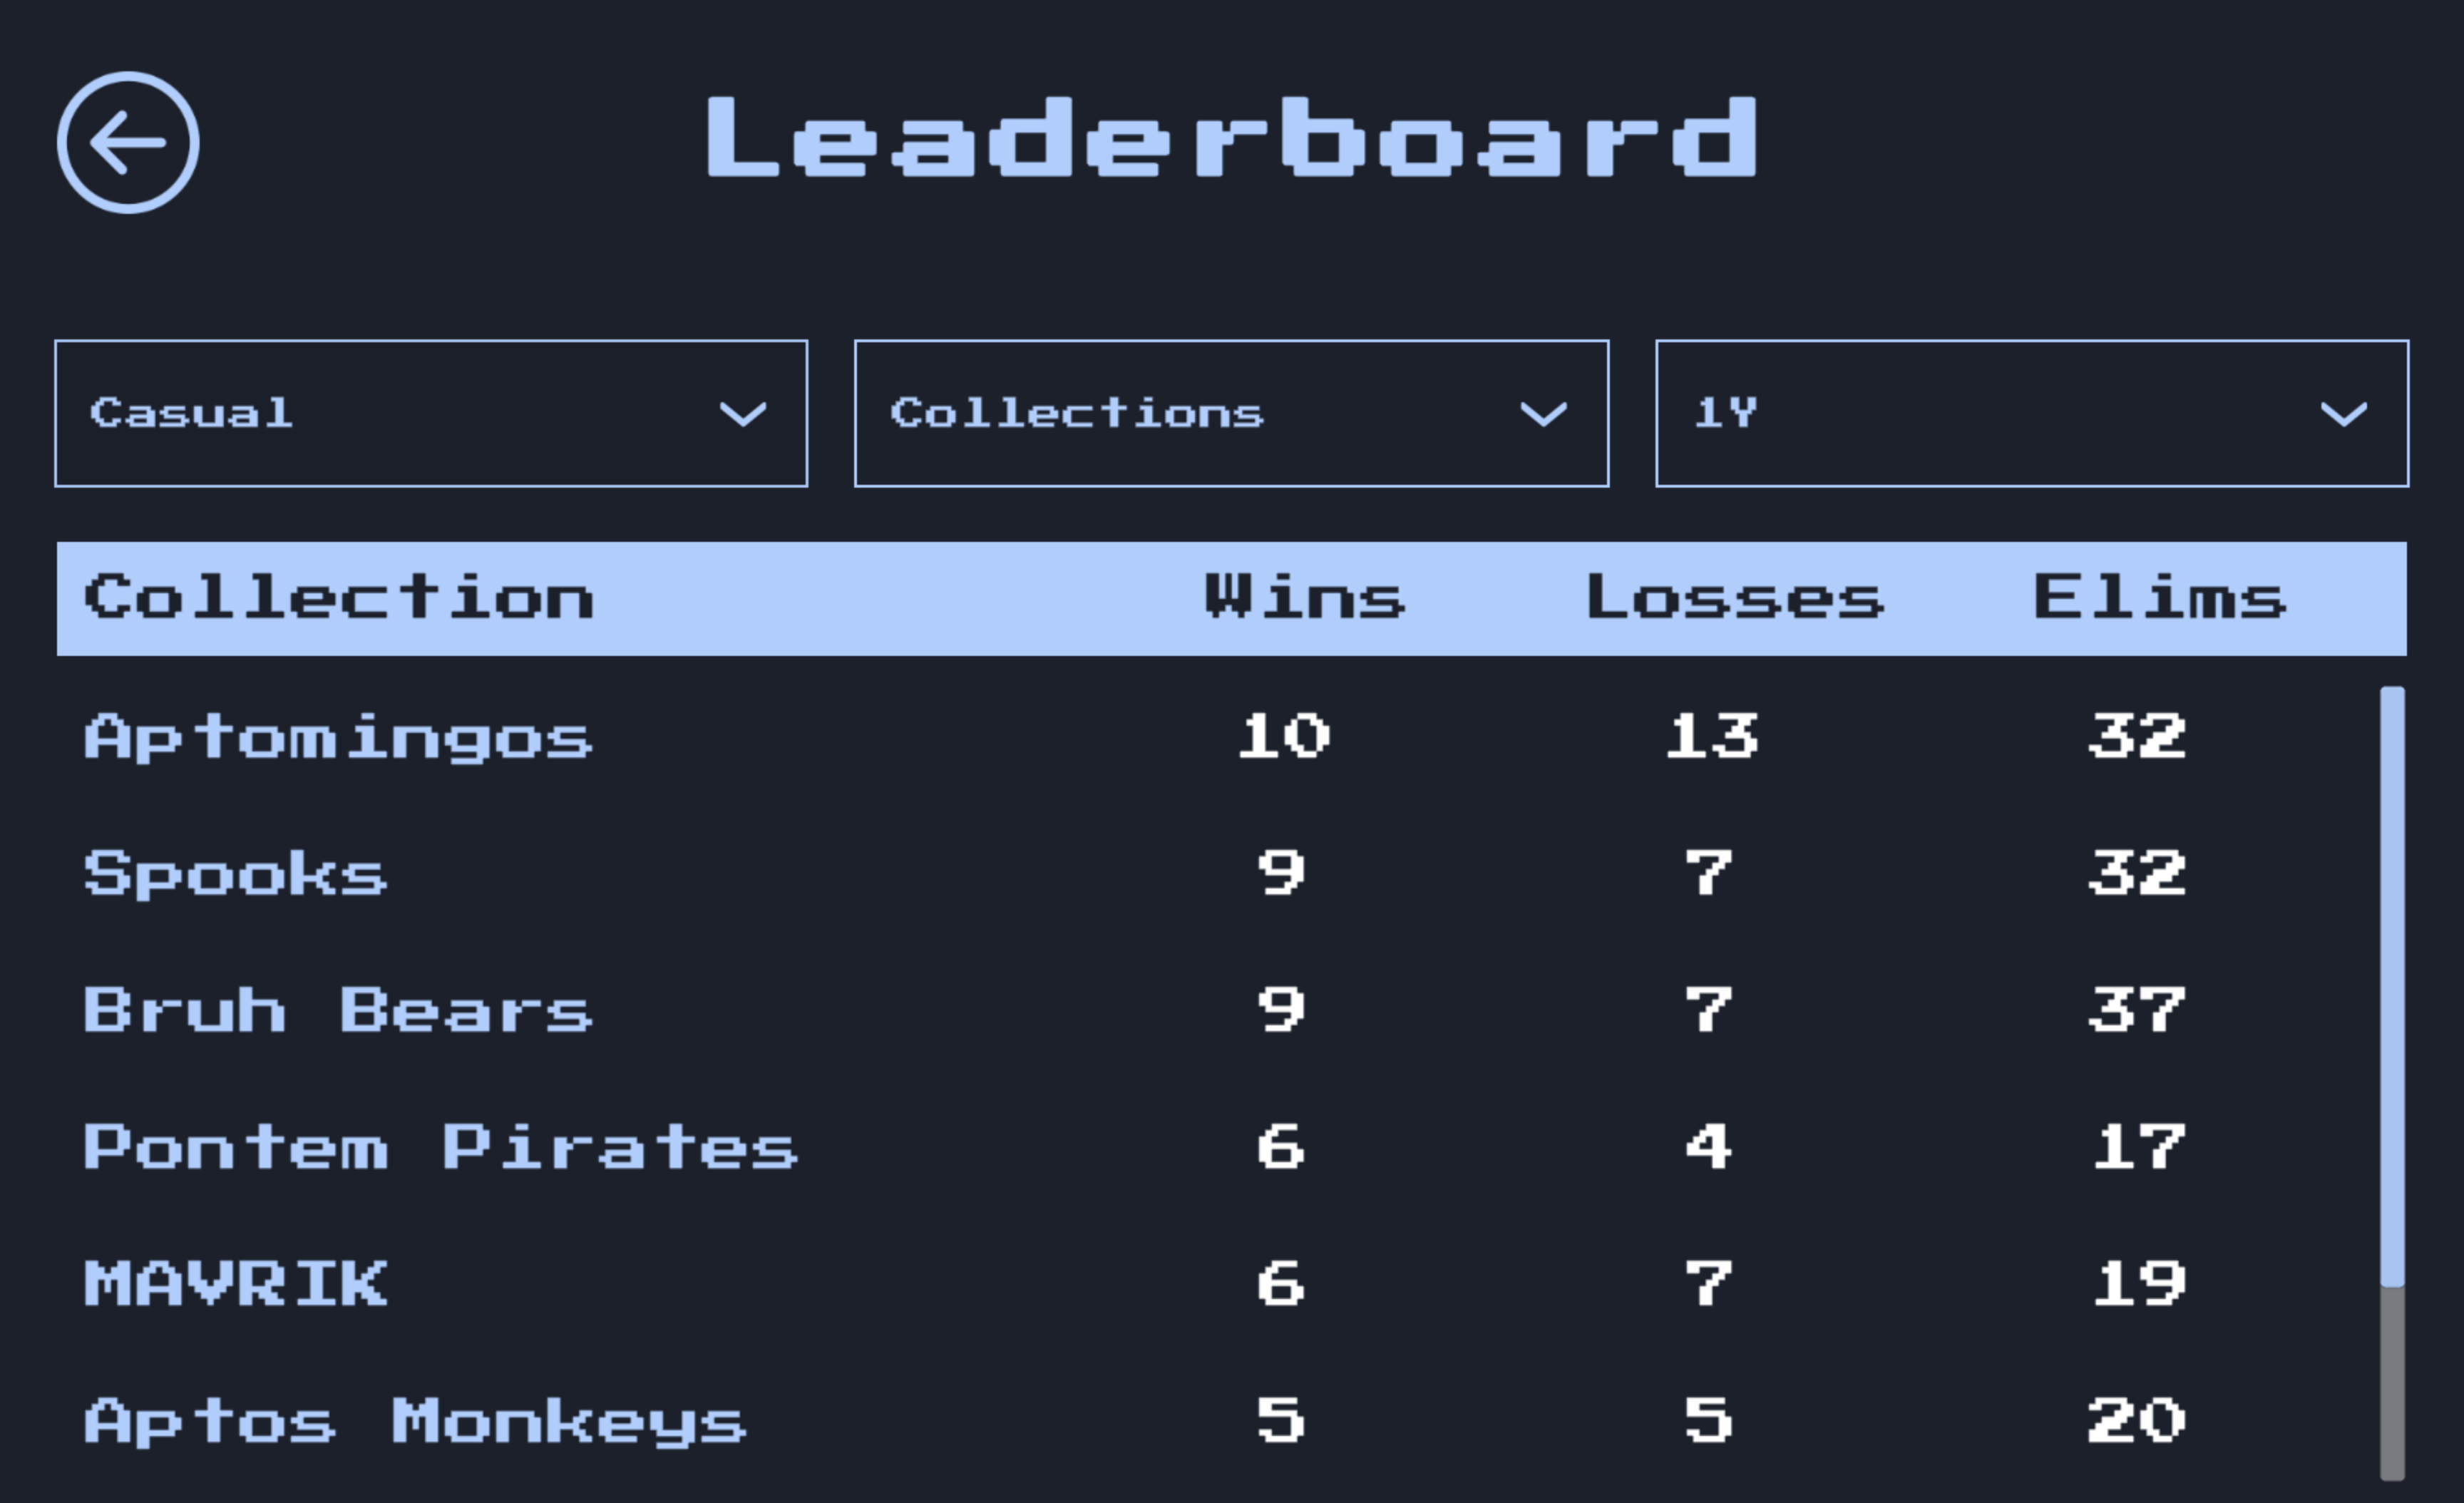 Leaderboard
Casual Collections 1Y
Collection Wins Losses Elims
Aptomingos 10 13 32
Spooks 9 7 32
Bruh Bears 9 7 37
Pontem Pirates 6 4 17
MAVRIK 6 7 19
Aptos Monkeys 5 5 20